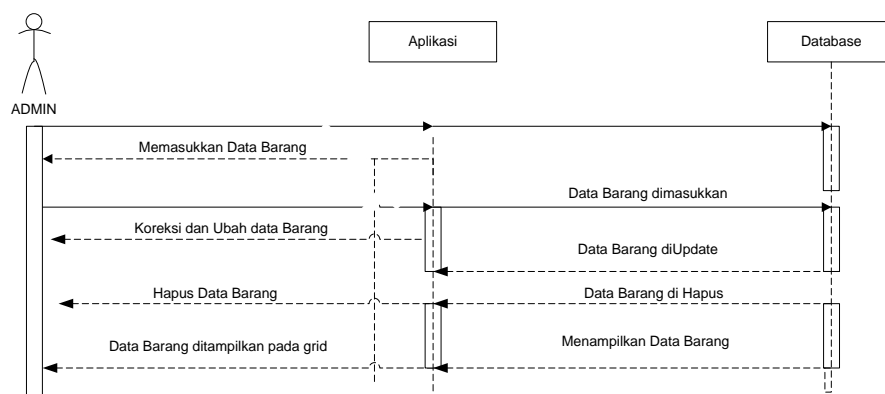 Aplikasi
Database
ADMIN
Memasukkan Data Barang
Data Barang dimasukkan
Koreksi dan Ubah data Barang
Data Barang diUpdate
Hapus Data Barang
Data Barang di Hapus
Data Barang ditampilkan pada grid
Menampilkan Data Barang